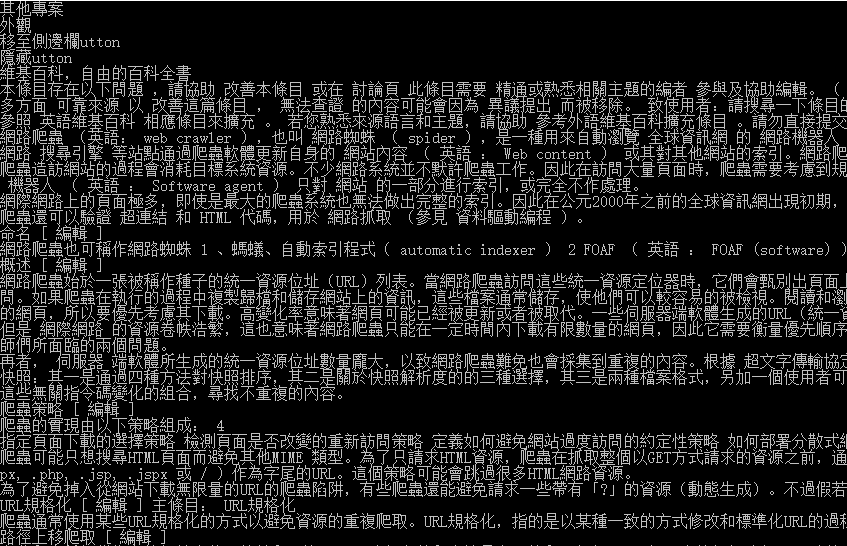 其他專案
外觀
移至側邊欄utton
隱藏utton
維基百科，自由的百科全書
本條目存在以下問題 ，請協助 改善本條目 或在 討論頁 此條目需要 精通或熟悉相關主題的編者 參與及協助編輯。 （
多方面 可靠來源 以 改善這篇條目 ， 無法查證 的內容可能會因為 異議提出 而被移除。 致使用者：請搜尋一下條目的
參照 英語維基百科 相應條目來擴充 。 若您熟悉來源語言和主題，請協助 參考外語維基百科擴充條目 。請勿直接提交
網路爬蟲 （英語： web crawler ），也叫 網路蜘蛛 （ spider ），是一種用來自動瀏覽 全球資訊網 的 網路機器人
網路 搜尋引擎 等站點通過爬蟲軟體更新自身的 網站內容 （ 英語 ： Web content ） 或其對其他網站的索引。網路爬
爬蟲造訪網站的過程會消耗目標系統資源。不少網路系統並不默許爬蟲工作。因此在訪問大量頁面時，爬蟲需要考慮到規
機器人 （ 英語 ： Software agent ） 只對 網站 的一部分進行索引，或完全不作處理。
網際網路上的頁面極多，即使是最大的爬蟲系統也無法做出完整的索引。因此在公元2000年之前的全球資訊網出現初期，
爬蟲還可以驗證 超連結 和 HTML 代碼，用於 網路抓取 （參見 資料驅動編程 ）。
命名 [ 編輯 ]
網路爬蟲也可稱作網路蜘蛛 1 、螞蟻、自動索引程式（ automatic indexer ） 2 FOAF （ 英語 ： FOAF (software) ）
概述 [ 編輯 ]
網路爬蟲始於一張被稱作種子的統一資源位址（URL）列表。當網路爬蟲訪問這些統一資源定位器時，它們會甄別出頁面上
問。如果爬蟲在執行的過程中複製歸檔和儲存網站上的資訊，這些檔案通常儲存，使他們可以較容易的被檢視。閱讀和瀏
的網頁，所以要優先考慮其下載。高變化率意味著網頁可能已經被更新或者被取代。一些伺服器端軟體生成的URL（統一資
但是 網際網路 的資源卷帙浩繁，這也意味著網路爬蟲只能在一定時間內下載有限數量的網頁，因此它需要衡量優先順序
師們所面臨的兩個問題。
再者， 伺服器 端軟體所生成的統一資源位址數量龐大，以致網路爬蟲難免也會採集到重複的內容。根據 超文字傳輸協定
快照：其一是通過四種方法對快照排序，其二是關於快照解析度的的三種選擇，其三是兩種檔案格式，另加一個使用者可
這些無關指令碼變化的組合，尋找不重複的內容。
爬蟲策略 [ 編輯 ]
爬蟲的實現由以下策略組成： 4
指定頁面下載的選擇策略 檢測頁面是否改變的重新訪問策略 定義如何避免網站過度訪問的約定性策略 如何部署分散式網
爬蟲可能只想搜尋HTML頁面而避免其他MIME 類型。為了只請求HTML資源，爬蟲在抓取整個以GET方式請求的資源之前，通
px, .php, .jsp, .jspx 或 / ）作為字尾的URL。這個策略可能會跳過很多HTML網路資源。
為了避免掉入從網站下載無限量的URL的爬蟲陷阱，有些爬蟲還能避免請求一些帶有「?」的資源（動態生成）。不過假若
URL規格化 [ 編輯 ] 主條目： URL規格化
爬蟲通常使用某些URL規格化的方式以避免資源的重複爬取。URL規格化，指的是以某種一致的方式修改和標準化URL的過程
路徑上移爬取 [ 編輯 ]